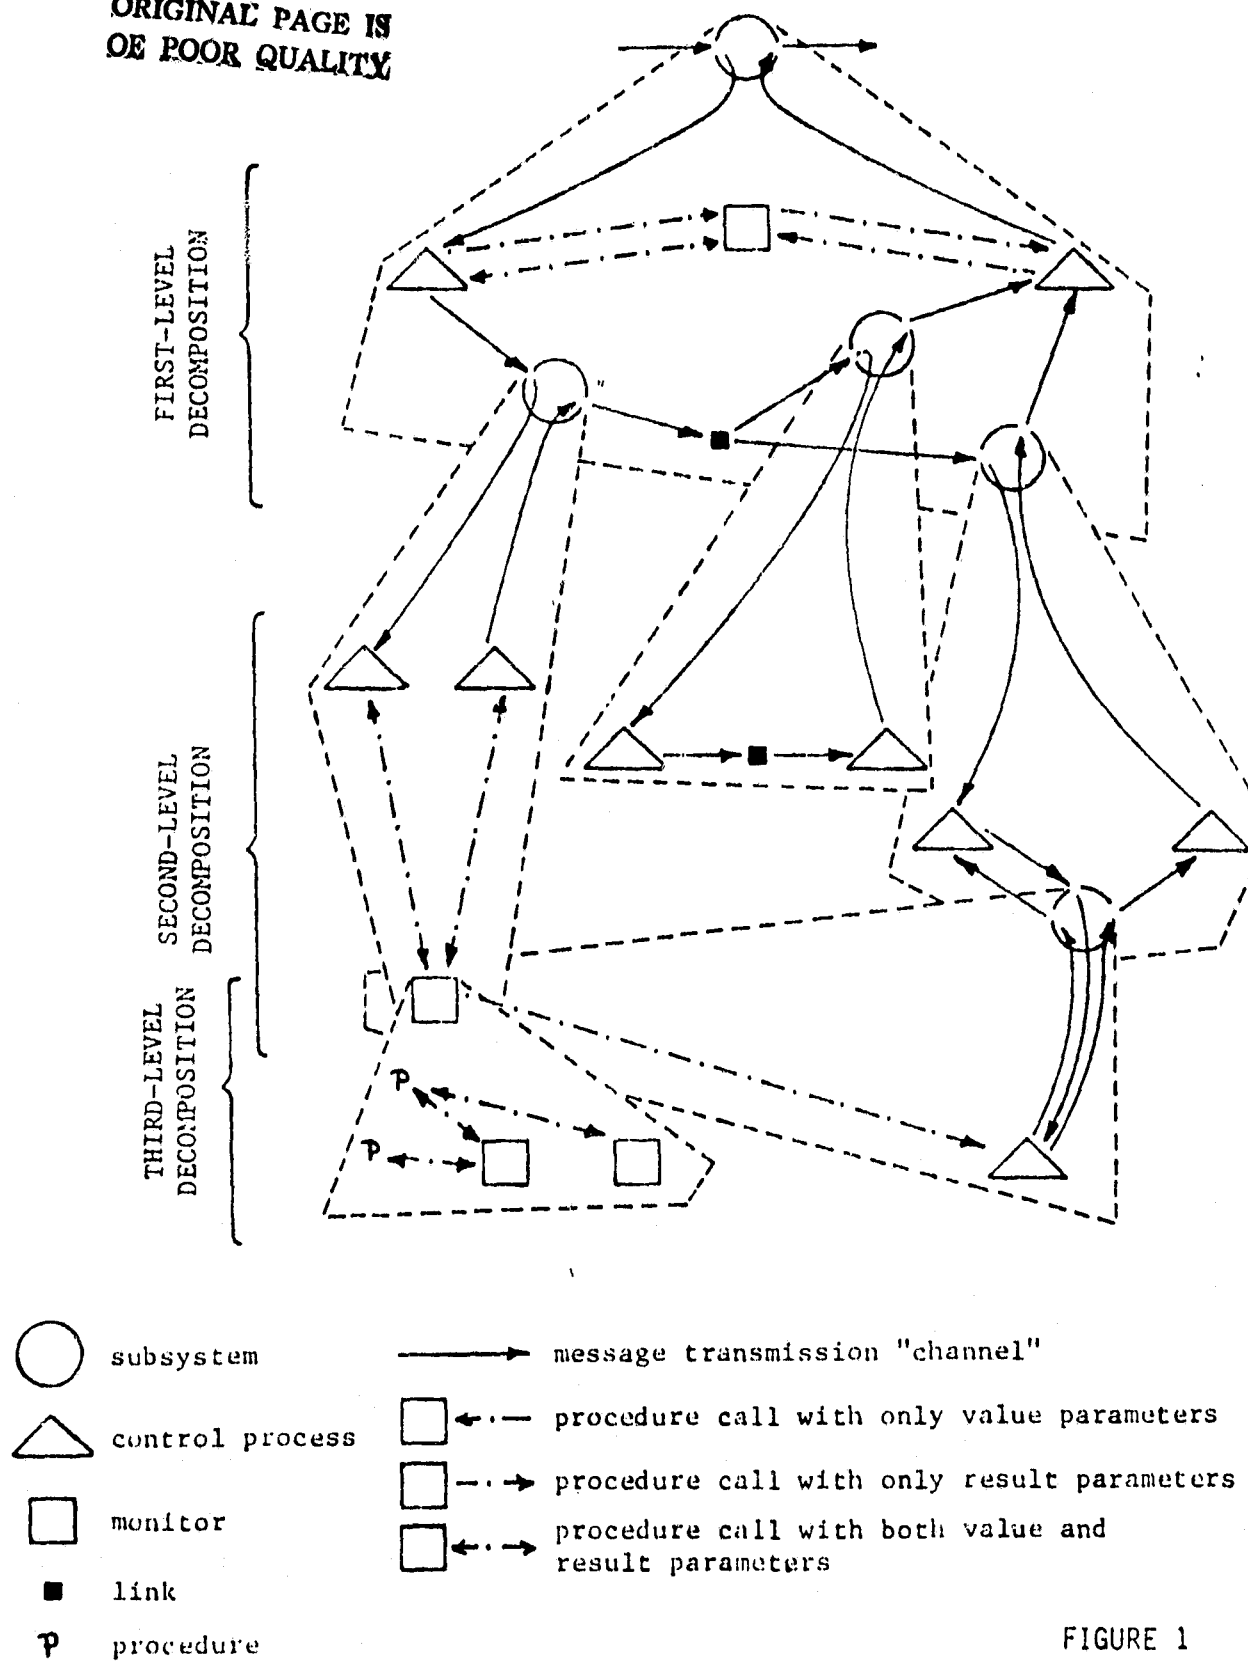 ORIGINAL PAGE IS
OE POOR QUALITY
FIRST-LEVEL
DECOMPOSITION
SECOND-LEVEL
DECOMPOSITION
THIRD-LEVEL
DECOMPOSITION
P
P
subsystem
control process
monitor
link
P procedure
message transmission "channel"
procedure call with only value parameters
procedure call with only result parameters
procedure call with both value and
result parameters
FIGURE 1